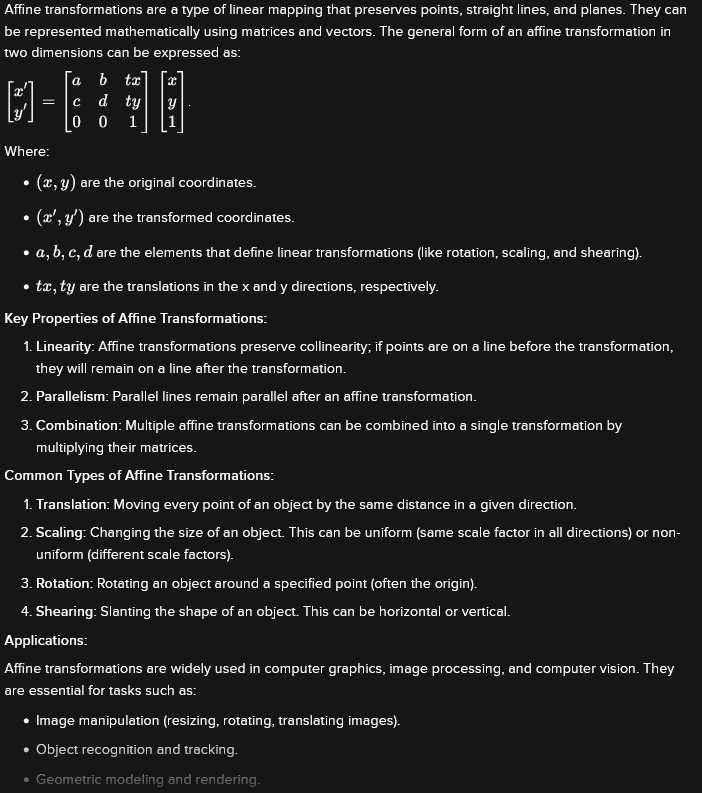 Affine transformations are a type of linear mapping that preserves points, straight lines, and planes. They can
be represented mathematically using matrices and vectors. The general form of an affine transformation in
two dimensions can be expressed as:
[x′ y′] = [a b tx; c d ty; 0 0 1] [x y 1].
Where:
• (x, y) are the original coordinates.
• (x′, y′) are the transformed coordinates.
• a, b, c, d are the elements that define linear transformations (like rotation, scaling, and shearing).
• tx, ty are the translations in the x and y directions, respectively.
Key Properties of Affine Transformations:
1. Linearity: Affine transformations preserve collinearity; if points are on a line before the transformation,
they will remain on a line after the transformation.
2. Parallelism: Parallel lines remain parallel after an affine transformation.
3. Combination: Multiple affine transformations can be combined into a single transformation by
multiplying their matrices.
Common Types of Affine Transformations:
1. Translation: Moving every point of an object by the same distance in a given direction.
2. Scaling: Changing the size of an object. This can be uniform (same scale factor in all directions) or non-
uniform (different scale factors).
3. Rotation: Rotating an object around a specified point (often the origin).
4. Shearing: Slanting the shape of an object. This can be horizontal or vertical.
Applications:
Affine transformations are widely used in computer graphics, image processing, and computer vision. They
are essential for tasks such as:
• Image manipulation (resizing, rotating, translating images).
• Object recognition and tracking.
• Geometric modeling and rendering.